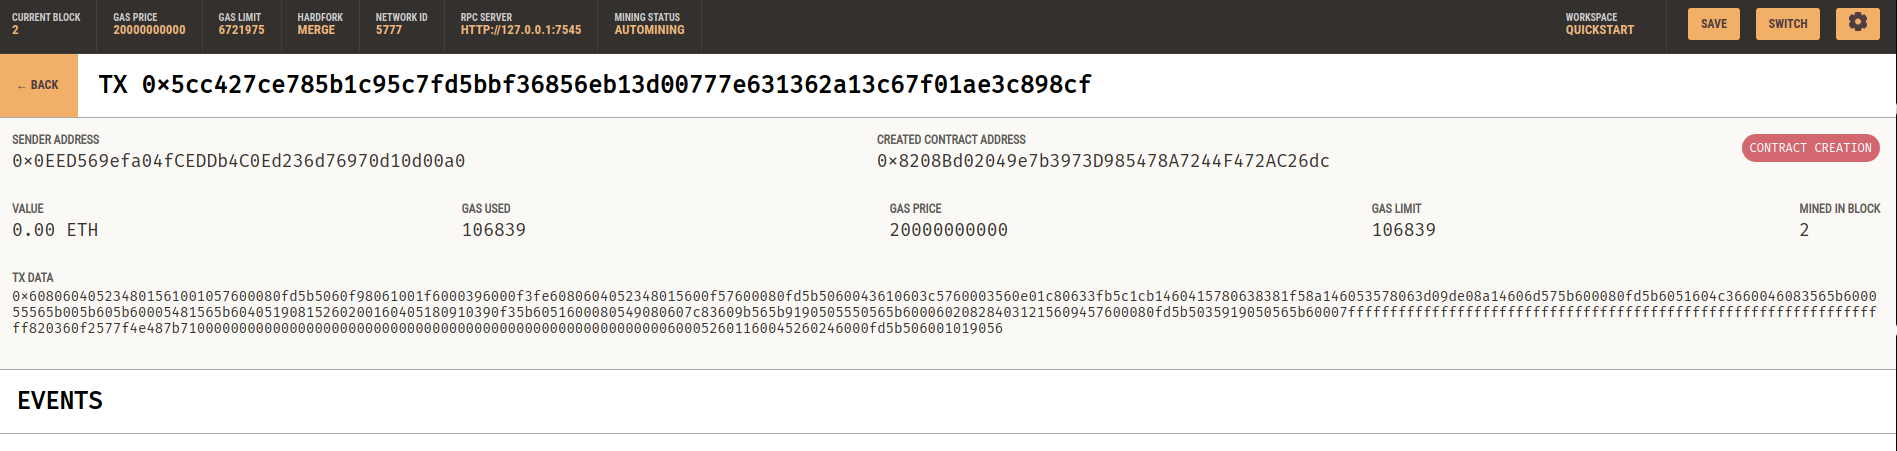 CURRENT BLOCK GAS PRICE GAS LIMIT HARDFORK NETWORK ID RPC SERVER MINING STATUS WORKSPACE
2 20000000000 6721975 MERGE 5777 HTTP://127.0.0.1:7545 AUTOMINING QUICKSTART SAVE SWITCH
← BACK TX 0×5cc427ce785b1c95c7fd5bbf36856eb13d00777e631362a13c67f01ae3c898cf
SENDER ADDRESS CREATED CONTRACT ADDRESS
0×0EED569efa04fCEDDb4C0Ed236d76970d10d00a0 0×8208Bd02049e7b3973D985478A7244F472AC26dc CONTRACT CREATION
VALUE GAS USED GAS PRICE GAS LIMIT MINED IN BLOCK
0.00 ETH 106839 20000000000 106839 2
TX DATA
0×6080604052348015610010576000​80fd5b5060f98061001f6000396000f3fe6080604052348015600f57600080fd5b5060043610603c5760003560e01c80633fb5c1cb1460415780638381f58a146053578063d09de08a14606d575b600080fd5b6051604c3660046083565b600055565b005b605b60005481565b60405190815260200160405180910390f35b6051600080549080607c83609b565b9190505550565b600060208284031215609457600080fd5b5035919050565b60007fffffffffffffffffffffffffffffffffffffffffffffffffffffffffffffffff820360f2577f4e487b7100000000000000000000000000000000000000000000000000000000600052601160045260246000fd5b506001019056
EVENTS